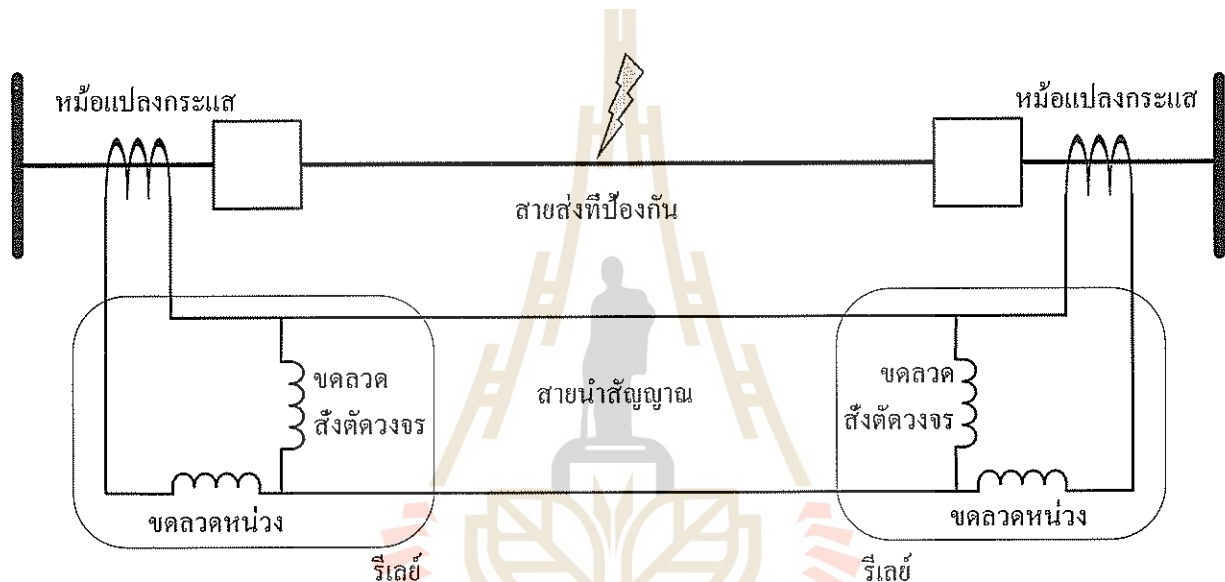 หม้อแปลงกระแส
หม้อแปลงกระแส
สายส่งที่ป้องกัน
ขดลวด
สั่งตัดวงจร
สายนำสัญญาณ
ขดลวด
สั่งตัดวงจร
ขดลวดหน่วง
ขดลวดหน่วง
รีเลย์
รีเลย์